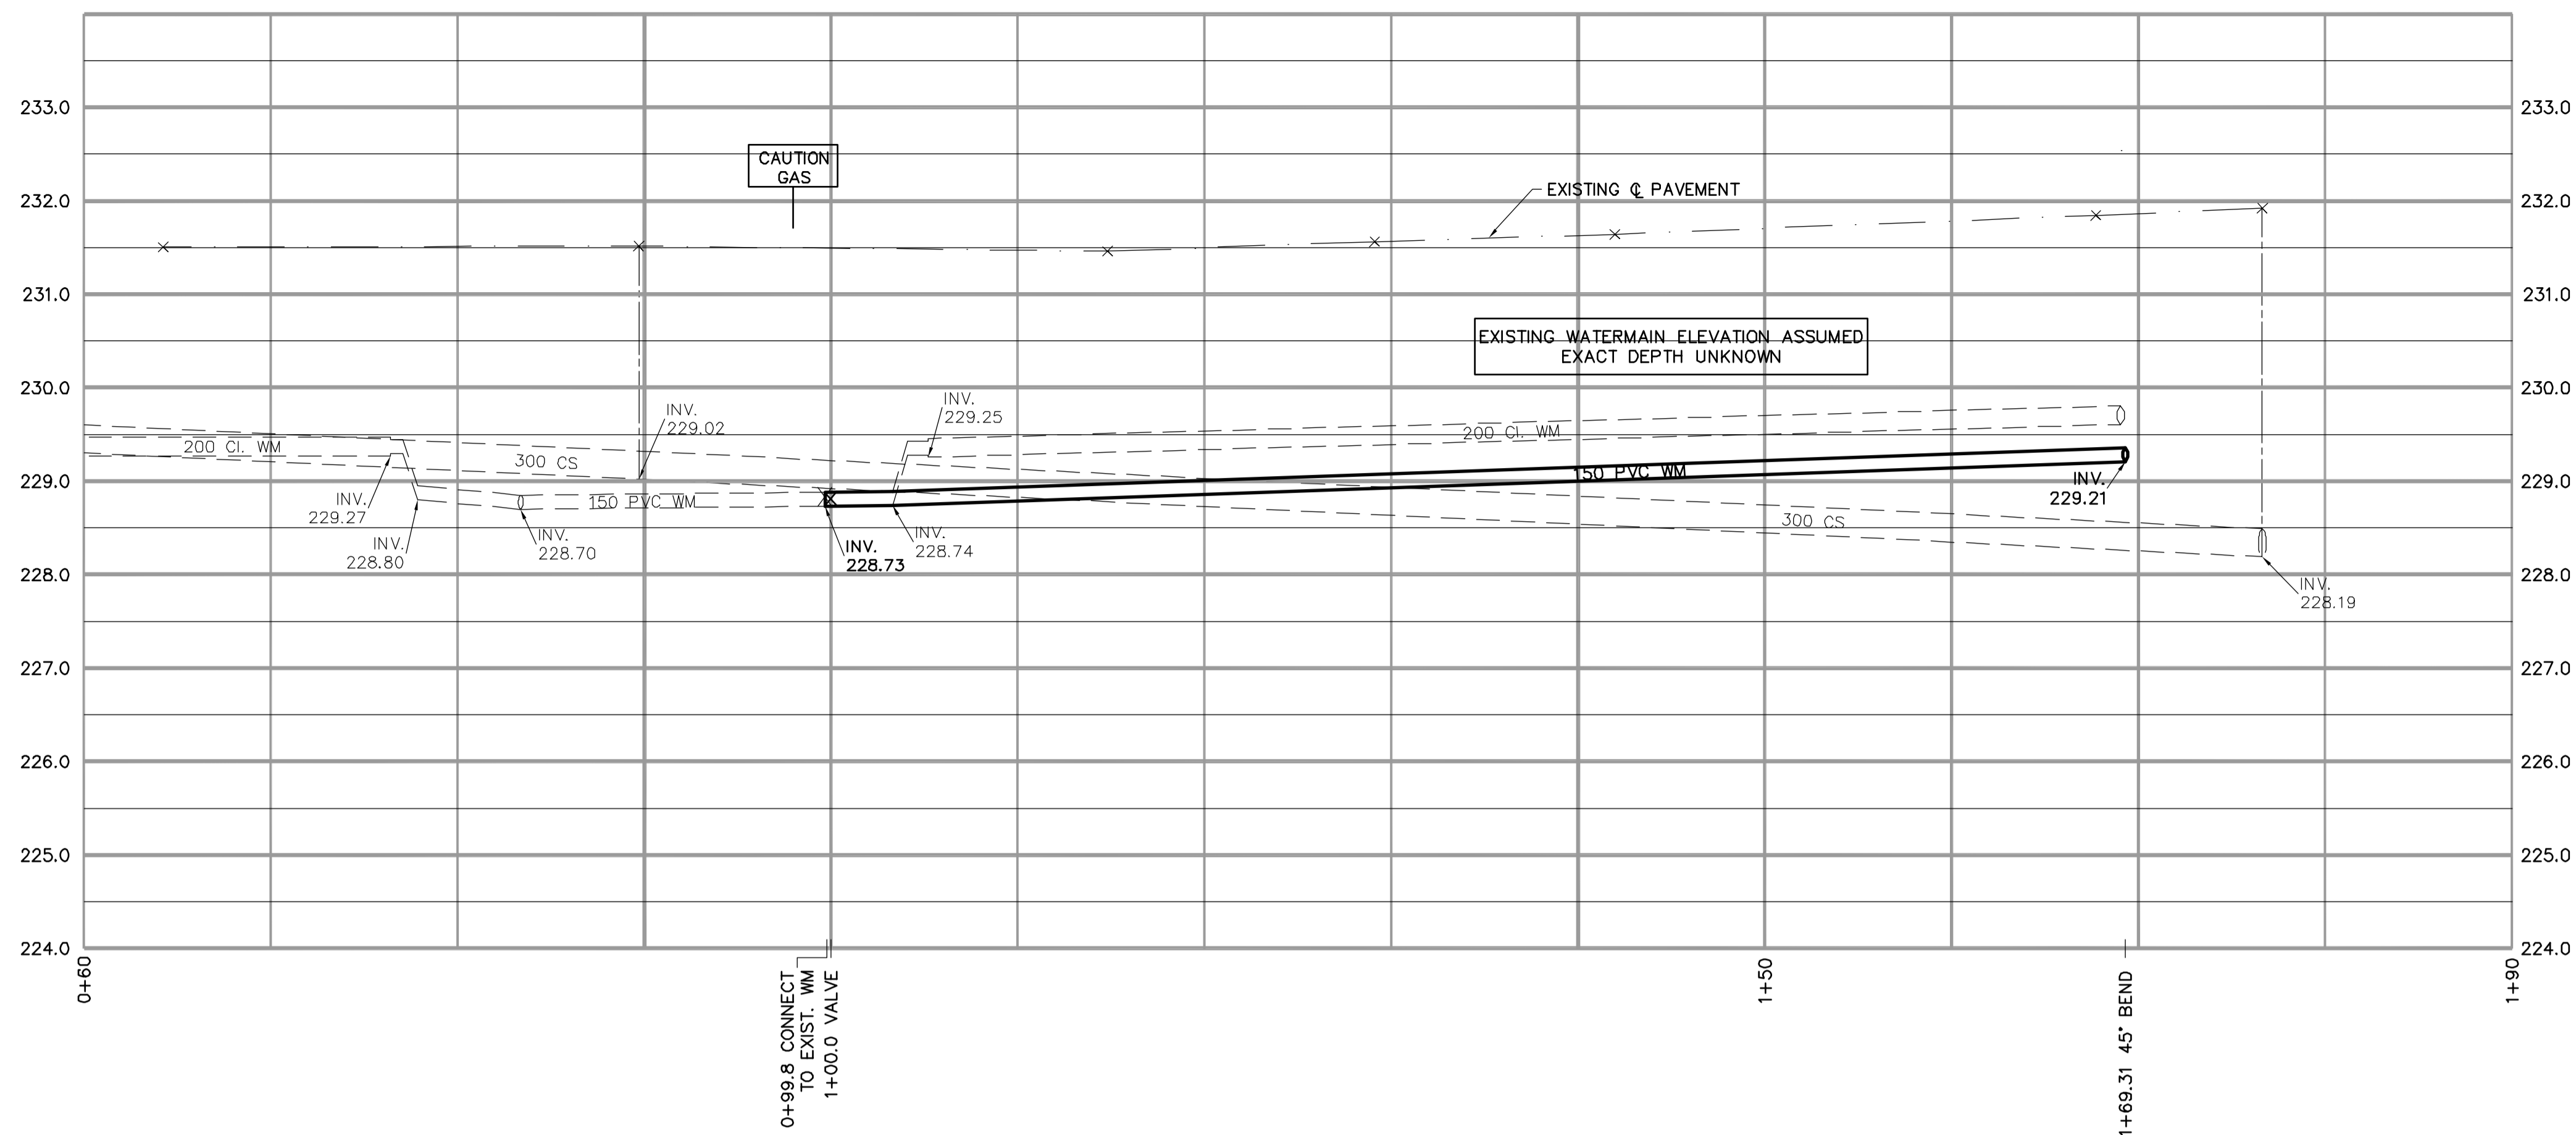 233.0
233.0
CAUTION
GAS
EXISTING ℄ PAVEMENT
232.0
232.0
231.0
231.0
EXISTING WATERMAIN ELEVATION ASSUMED
EXACT DEPTH UNKNOWN
230.0
230.0
INV.
229.02
INV.
229.25
200 CI. WM
200 CI. WM
300 CS
150 PVC WM
229.0
229.0
INV.
229.27
150 PVC WM
INV.
229.21
INV.
228.80
INV.
228.70
INV.
228.73
INV.
228.74
300 CS
228.0
228.0
INV.
228.19
227.0
227.0
226.0
226.0
225.0
225.0
224.0
224.0
0+60
0+99.8 CONNECT
TO EXIST. WM
1+00.0 VALVE
1+50
1+69.31 45° BEND
1+90